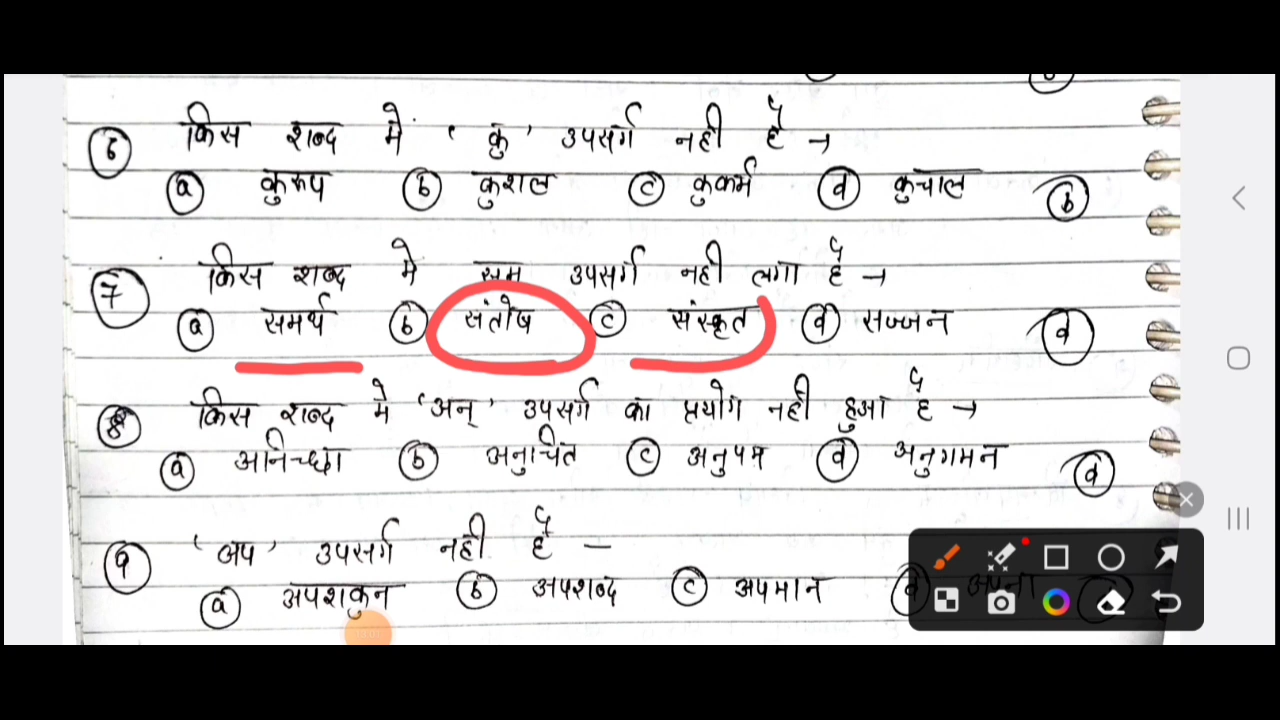 6 किस शब्द में 'कु' उपसर्ग नही है →
a कुरूप b कुशल c कुकर्म d कुचाल b
7 किस शब्द में सम उपसर्ग नही लगा है →
a समर्थ b संतोष c संस्कृत d सज्जन d
8 किस शब्द में 'अन्' उपसर्ग का प्रयोग नही हुआ है →
a अनिच्छा b अनुचित c अनुपम d अनुगमन d
9 'अप' उपसर्ग नही है —
a अपशकुन b अपशब्द c अपमान d अपना